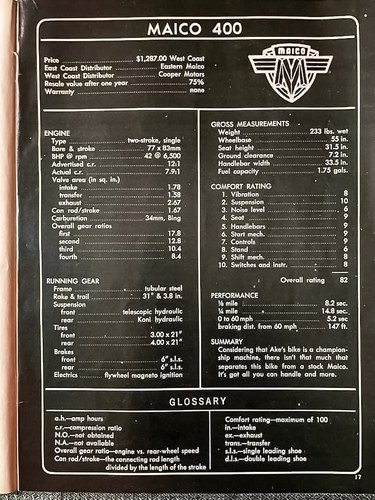 MAICO 400
Price $1,287.00 West Coast
East Coast Distributor Eastern Maico
West Coast Distributor Cooper Motors
Resale value after one year 75%
Warranty none
MAICO
M
ENGINE
Type two-stroke, single
Bore & stroke 77 x 83mm
BHP @ rpm 42 @ 6,500
Advertised c.r. 12:1
Actual c.r. 7.9:1
Valve area (in sq. in.)
intake 1.78
transfer 1.58
exhaust 2.67
Con rod/stroke 1.67
Carburetion 34mm, Bing
Overall gear ratios
first 17.8
second 12.8
third 10.4
fourth 8.4
RUNNING GEAR
Frame tubular steel
Rake & trail 31° & 3.8 in.
Suspension
front telescopic hydraulic
rear Koni hydraulic
Tires
front 3.00 x 21"
rear 4.00 x 21"
Brakes
front 6" s.l.s.
rear 6" s.l.s.
Electrics flywheel magneto ignition
GROSS MEASUREMENTS
Weight 233 lbs. wet
Wheelbase 55 in.
Seat height 31.5 in.
Ground clearance 7.2 in.
Handlebar width 33.5 in.
Fuel capacity 1.75 gals.
COMFORT RATING
1. Vibration 8
2. Suspension 10
3. Noise level 6
4. Seat 9
5. Handlebars 9
6. Start mech. 8
7. Controls 9
8. Stand 6
9. Shift mech. 8
10. Switches and Instr. 8
Overall rating 82
PERFORMANCE
⅛ mile 8.2 sec.
¼ mile 14.8 sec.
0 to 60 mph 5.2 sec
braking dist. from 60 mph 147 ft.
SUMMARY
Considering that Ake's bike is a champion-
ship machine, there isn't that much that
separates this bike from a stock Maico.
It's got all you can handle and more.
GLOSSARY
a.h.—amp hours
c.r.—compression ratio
N.O.—not obtained
N.A.—not available
Overall gear ratio—engine vs. rear-wheel speed
Con rod/stroke—the connecting rod length
divided by the length of the stroke
Comfort rating—maximum of 100
in.—intake
ex.—exhaust
trans.—transfer
s.l.s.—single leading shoe
d.l.s.—double leading shoe
17